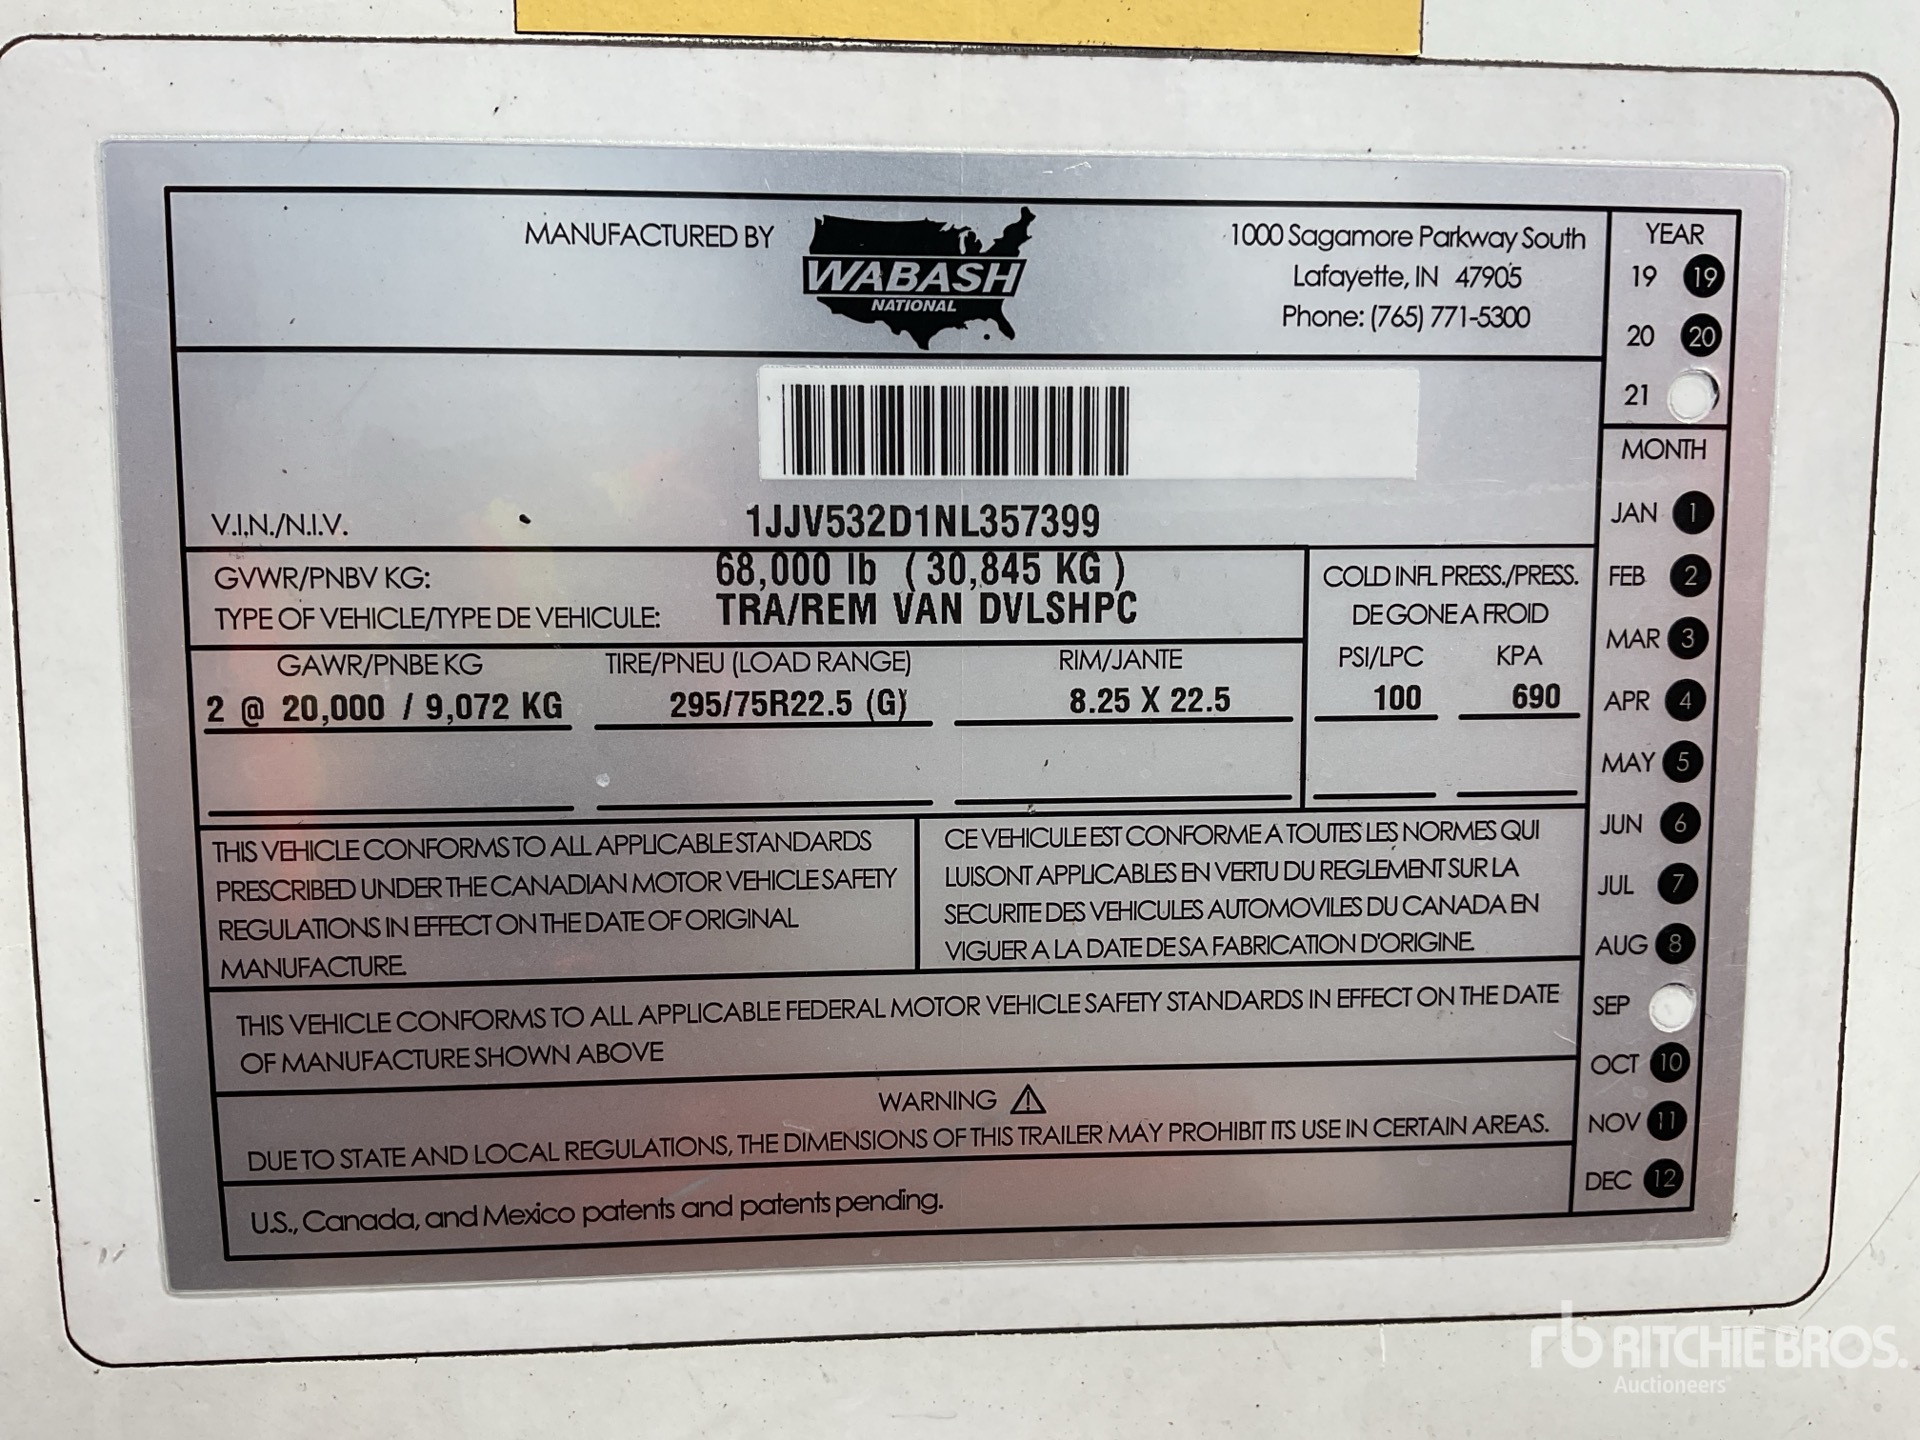 MANUFACTURED BY
WABASH
NATIONAL
1000 Sagamore Parkway South
Lafayette, IN 47905
Phone: (765) 771-5300
YEAR
19 19
20 20
21
MONTH
JAN 1
FEB 2
MAR 3
APR 4
MAY 5
JUN 6
JUL 7
AUG 8
SEP
OCT 10
NOV 11
DEC 12
V.I.N./N.I.V. 1JJV532D1NL357399
GVWR/PNBV KG: 68,000 lb ( 30,845 KG )
TYPE OF VEHICLE/TYPE DE VEHICULE: TRA/REM VAN DVLSHPC
COLD INFL PRESS./PRESS.
DE GONE A FROID
GAWR/PNBE KG TIRE/PNEU (LOAD RANGE) RIM/JANTE PSI/LPC KPA
2 @ 20,000 / 9,072 KG 295/75R22.5 (G) 8.25 X 22.5 100 690
THIS VEHICLE CONFORMS TO ALL APPLICABLE STANDARDS
PRESCRIBED UNDER THE CANADIAN MOTOR VEHICLE SAFETY
REGULATIONS IN EFFECT ON THE DATE OF ORIGINAL
MANUFACTURE.
CE VEHICULE EST CONFORME A TOUTES LES NORMES QUI
LUISONT APPLICABLES EN VERTU DU REGLEMENT SUR LA
SECURITE DES VEHICULES AUTOMOVILES DU CANADA EN
VIGUER A LA DATE DE SA FABRICATION D'ORIGINE.
THIS VEHICLE CONFORMS TO ALL APPLICABLE FEDERAL MOTOR VEHICLE SAFETY STANDARDS IN EFFECT ON THE DATE
OF MANUFACTURE SHOWN ABOVE
WARNING
DUE TO STATE AND LOCAL REGULATIONS, THE DIMENSIONS OF THIS TRAILER MAY PROHIBIT ITS USE IN CERTAIN AREAS.
U.S., Canada, and Mexico patents and patents pending.
rb RITCHIE BROS.
Auctioneers